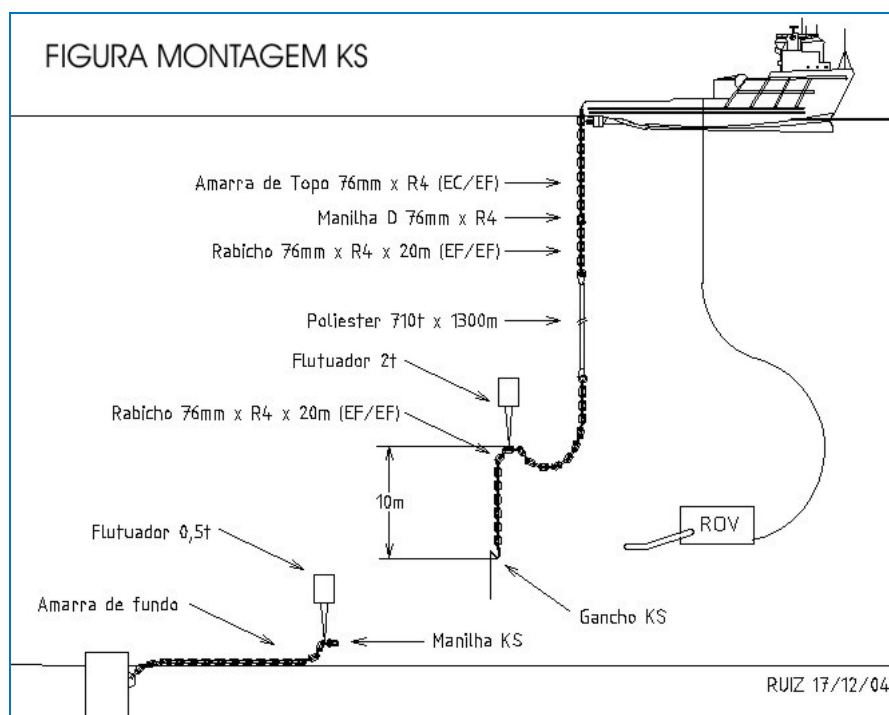 FIGURA MONTAGEM KS
Amarra de Topo 76mm x R4 (EC/EF)
Manilha D 76mm x R4
Rabicho 76mm x R4 x 20m (EF/EF)
Poliester 710t x 1300m
Flutuador 2t
Rabicho 76mm x R4 x 20m (EF/EF)
10m
ROV
Flutuador 0,5t
Gancho KS
Amarra de fundo
Manilha KS
RUIZ 17/12/04